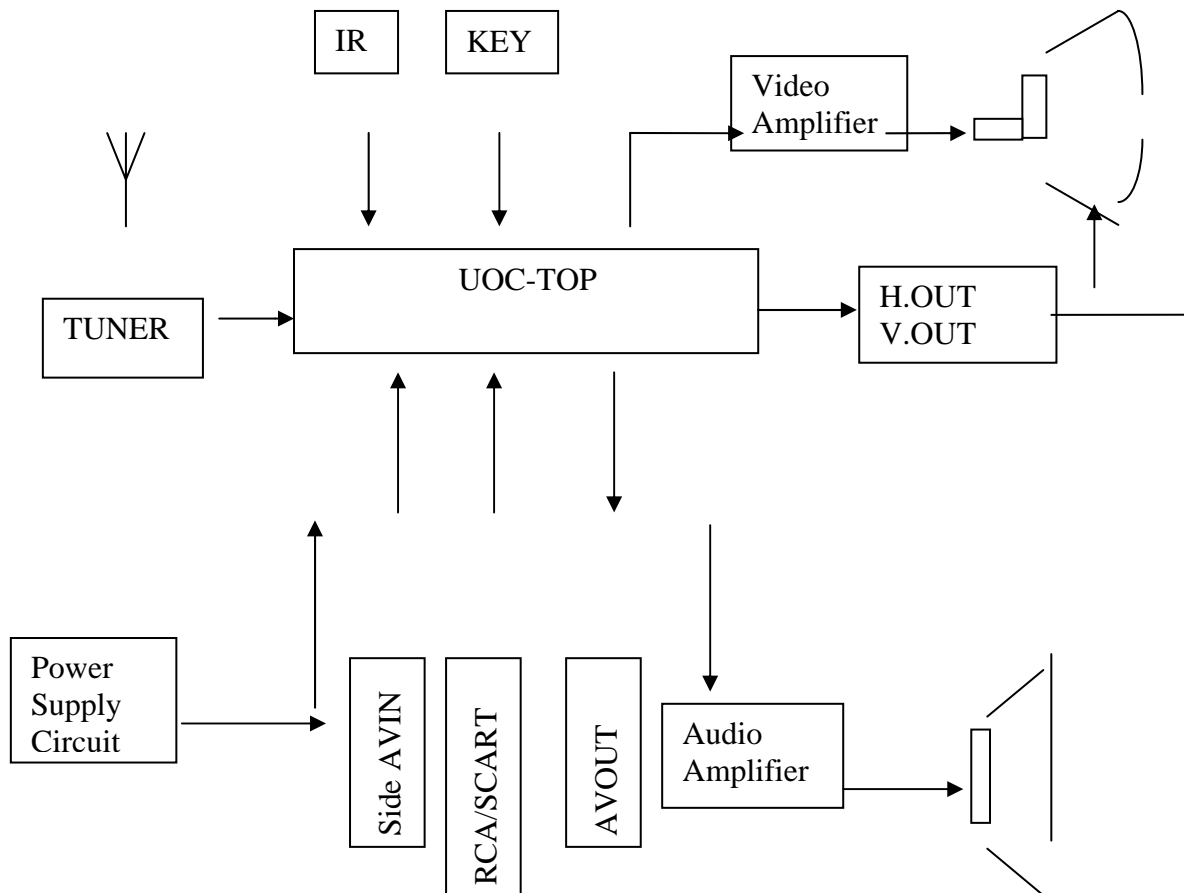 IR
KEY
Video
Amplifier
UOC-TOP
TUNER
H.OUT
V.OUT
Power
Supply
Circuit
Side AVIN
RCA/SCART
AVOUT
Audio
Amplifier